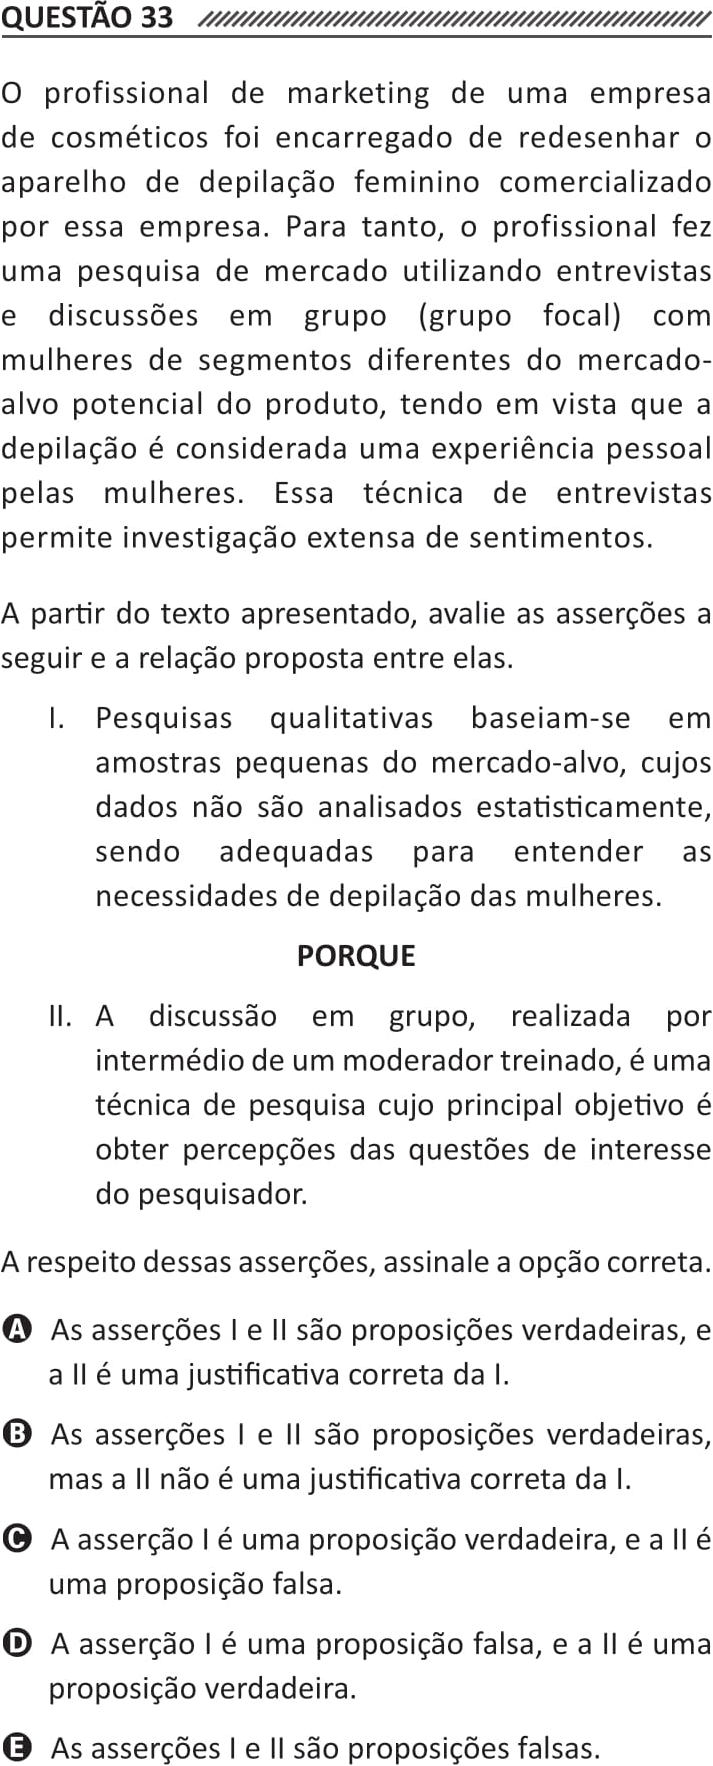 QUESTÃO 33
O profissional de marketing de uma empresa
de cosméticos foi encarregado de redesenhar o
aparelho de depilação feminino comercializado
por essa empresa. Para tanto, o profissional fez
uma pesquisa de mercado utilizando entrevistas
e discussões em grupo (grupo focal) com
mulheres de segmentos diferentes do mercado-
alvo potencial do produto, tendo em vista que a
depilação é considerada uma experiência pessoal
pelas mulheres. Essa técnica de entrevistas
permite investigação extensa de sentimentos.
A partir do texto apresentado, avalie as asserções a
seguir e a relação proposta entre elas.
I. Pesquisas qualitativas baseiam-se em
amostras pequenas do mercado-alvo, cujos
dados não são analisados estatisticamente,
sendo adequadas para entender as
necessidades de depilação das mulheres.
PORQUE
II. A discussão em grupo, realizada por
intermédio de um moderador treinado, é uma
técnica de pesquisa cujo principal objetivo é
obter percepções das questões de interesse
do pesquisador.
A respeito dessas asserções, assinale a opção correta.
A As asserções I e II são proposições verdadeiras, e
a II é uma justificativa correta da I.
B As asserções I e II são proposições verdadeiras,
mas a II não é uma justificativa correta da I.
C A asserção I é uma proposição verdadeira, e a II é
uma proposição falsa.
D A asserção I é uma proposição falsa, e a II é uma
proposição verdadeira.
E As asserções I e II são proposições falsas.